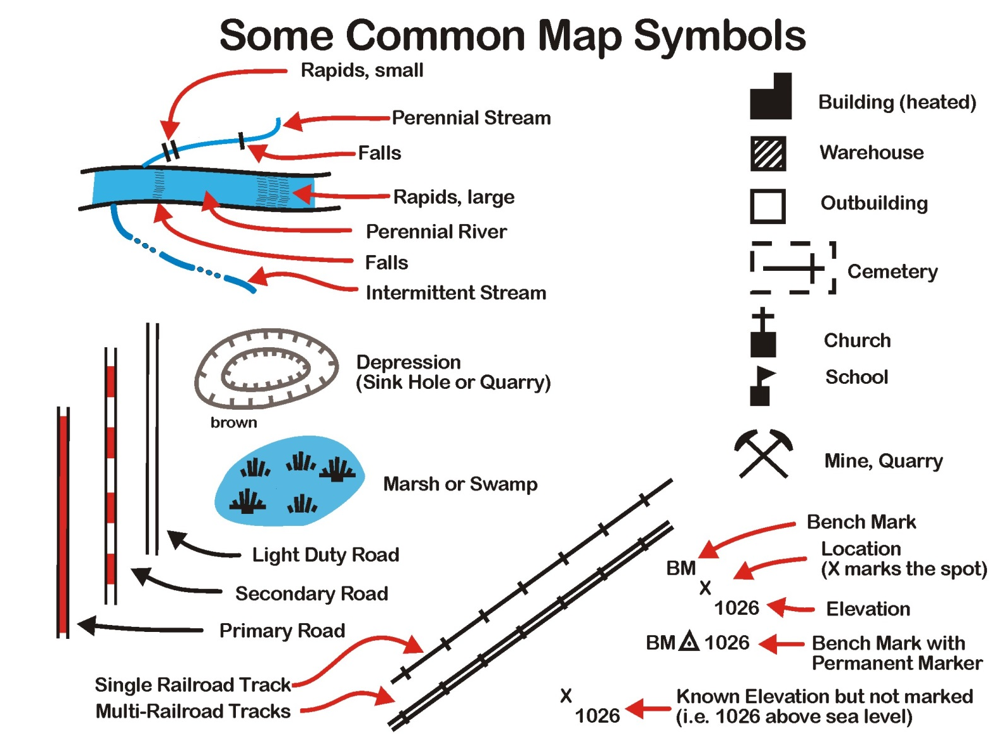 Some Common Map Symbols
Rapids, small
Perennial Stream
Falls
Rapids, large
Perennial River
Falls
Intermittent Stream
Building (heated)
Warehouse
Outbuilding
Cemetery
Church
School
Mine, Quarry
Depression
(Sink Hole or Quarry)
brown
Marsh or Swamp
Light Duty Road
Secondary Road
Primary Road
Single Railroad Track
Multi-Railroad Tracks
Bench Mark
Location
(X marks the spot)
BM
X
1026
Elevation
BM 1026
Bench Mark with
Permanent Marker
X
1026
Known Elevation but not marked
(i.e. 1026 above sea level)